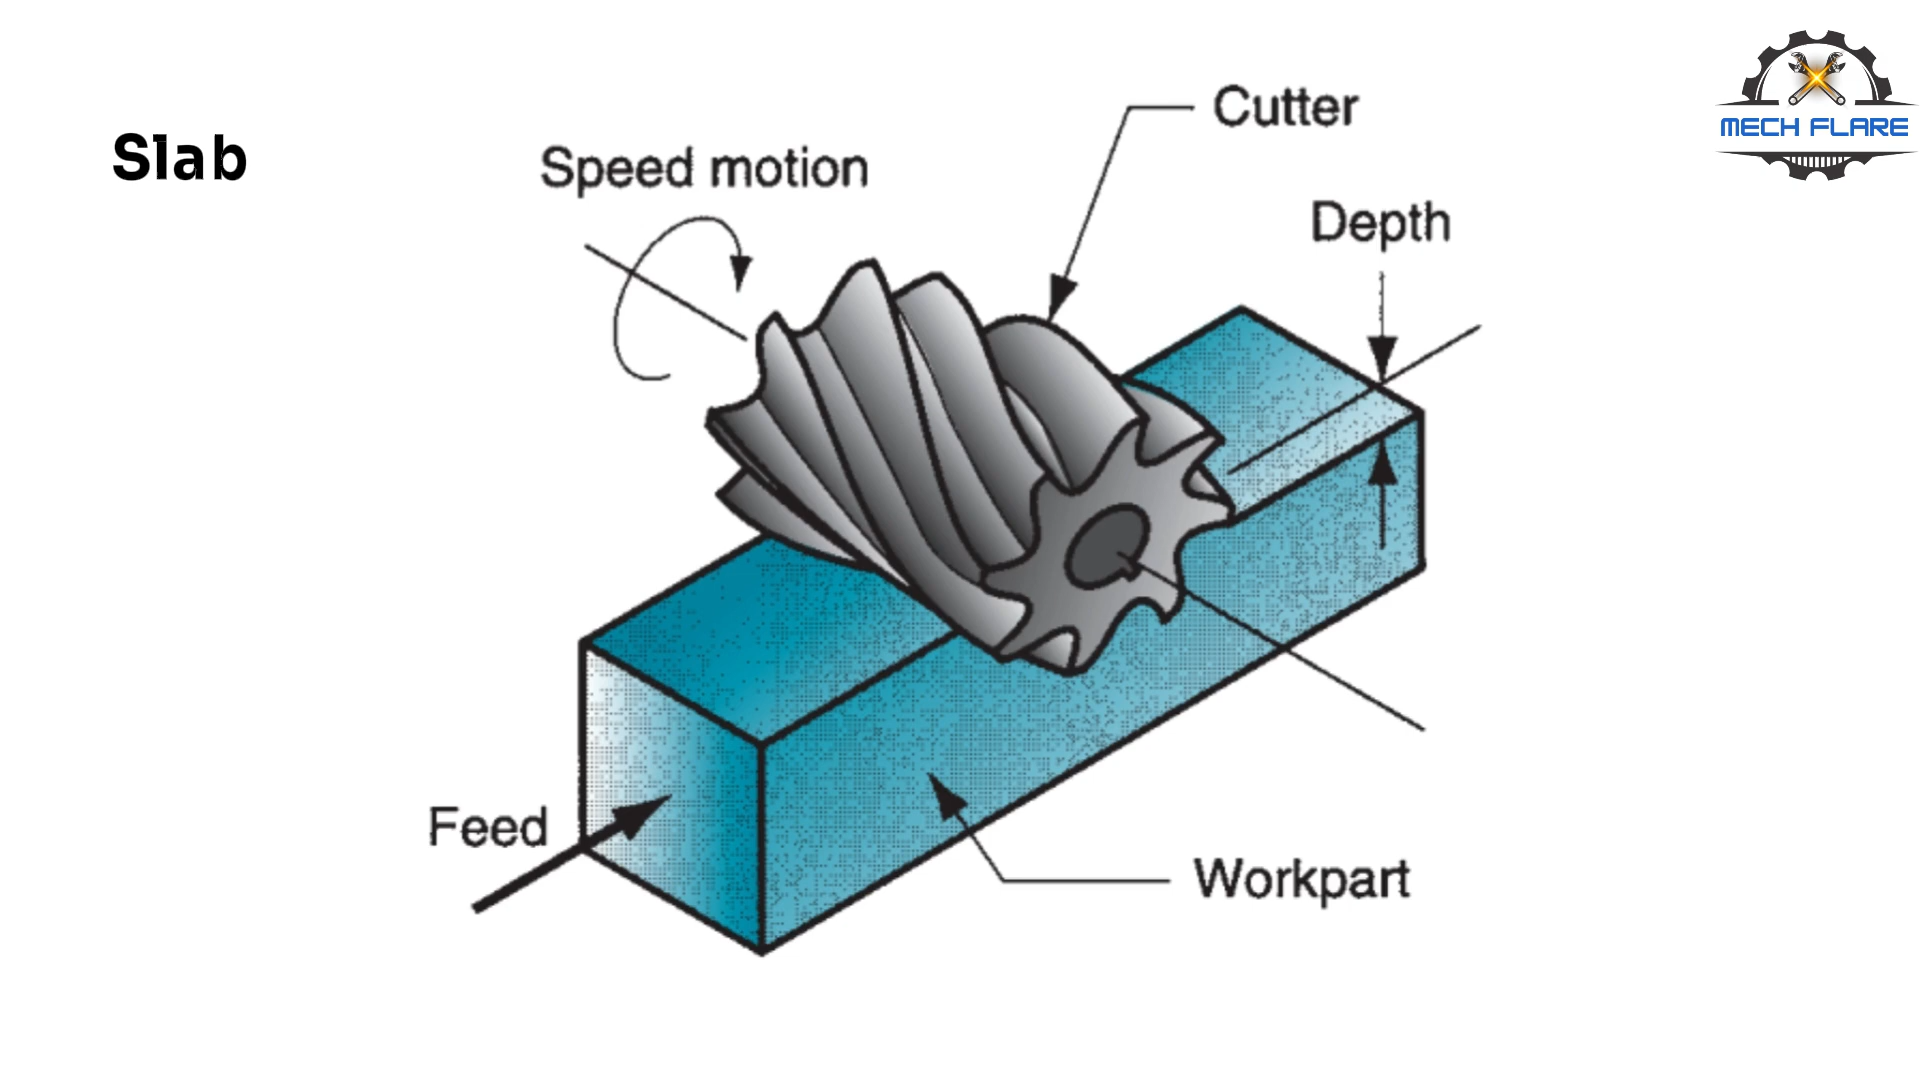 Slab
Speed motion
Cutter
Depth
MECH FLARE
Feed
Workpart